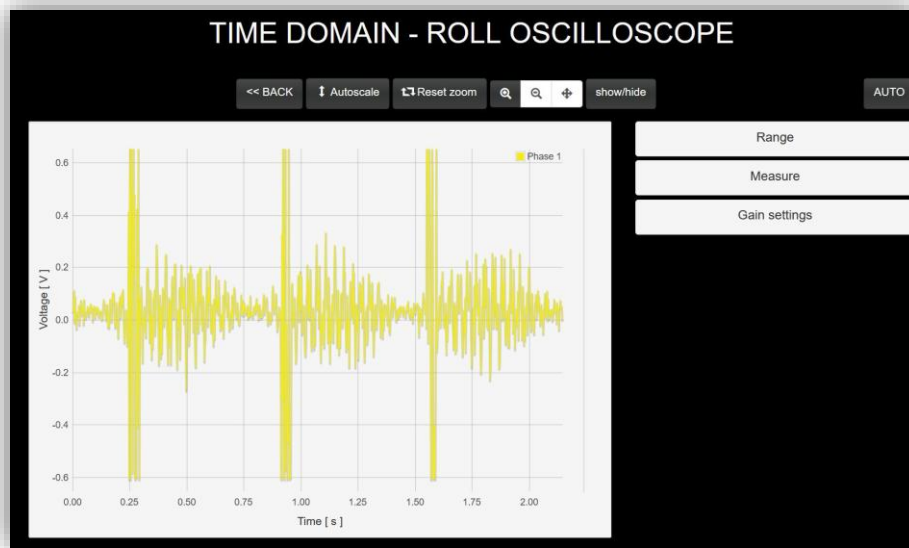 TIME DOMAIN - ROLL OSCILLOSCOPE
<< BACK
Autoscale
Reset zoom
show/hide
AUTO
Phase 1
Range
Measure
Gain settings
Voltage [ V ]
0.6
0.4
0.2
0.0
-0.2
-0.4
-0.6
0.00 0.25 0.50 0.75 1.00 1.25 1.50 1.75 2.00
Time [ s ]